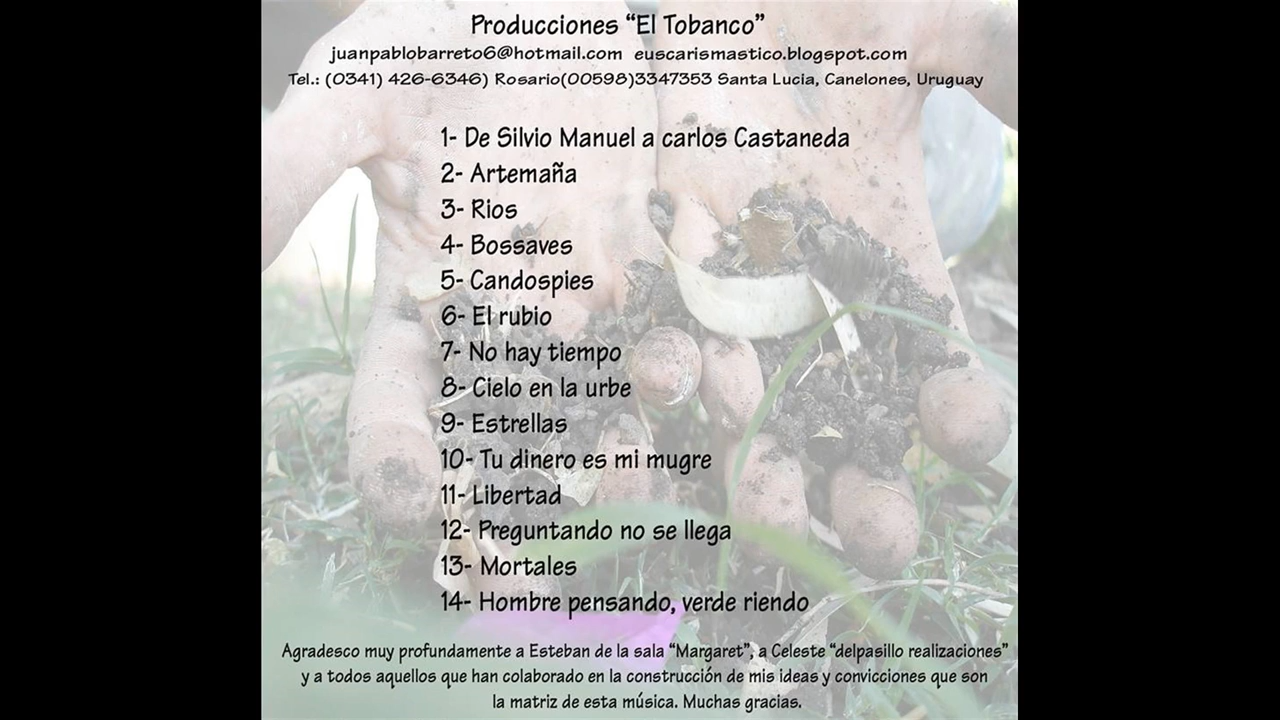 Producciones “El Tobanco”
juanpablobarreto6@hotmail.com euscarismastico.blogspot.com
Tel.: (0341) 426-6346) Rosario(00598)3347353 Santa Lucia, Canelones, Uruguay
1- De Silvio Manuel a carlos Castaneda
2- Artemaña
3- Rios
4- Bossaves
5- Candospies
6- El rubio
7- No hay tiempo
8- Cielo en la urbe
9- Estrellas
10- Tu dinero es mi mugre
11- Libertad
12- Preguntando no se llega
13- Mortales
14- Hombre pensando, verde riendo
Agradesco muy profundamente a Esteban de la sala “Margaret”, a Celeste “delpasillo realizaciones”
y a todos aquellos que han colaborado en la construcción de mis ideas y convicciones que son
la matriz de esta música. Muchas gracias.